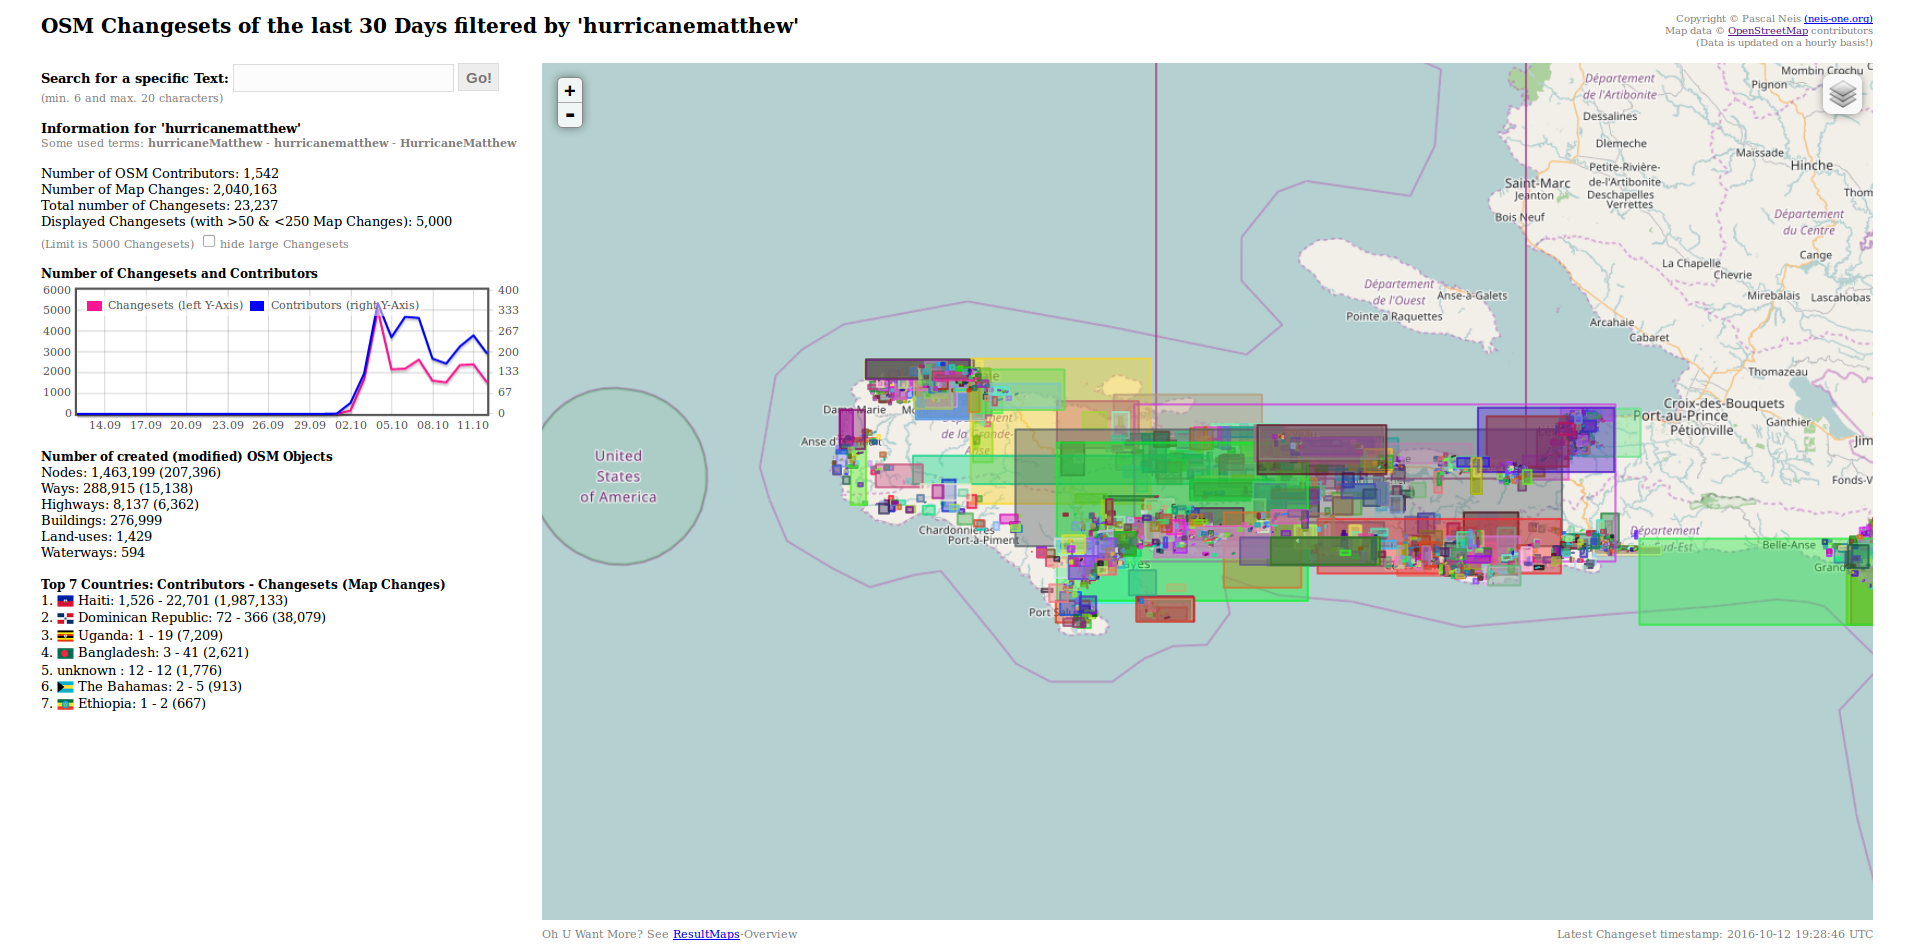 OSM Changesets of the last 30 Days filtered by 'hurricanematthew'
Copyright © Pascal Neis (neis-one.org)
Map data © OpenStreetMap contributors
(Data is updated on a hourly basis!)
Search for a specific Text: Go!
(min. 6 and max. 20 characters)
Information for 'hurricanematthew'
Some used terms: hurricaneMatthew - hurricanematthew - HurricaneMatthew
Number of OSM Contributors: 1,542
Number of Map Changes: 2,040,163
Total number of Changesets: 23,237
Displayed Changesets (with >50 & <250 Map Changes): 5,000
(Limit is 5000 Changesets) hide large Changesets
Number of Changesets and Contributors
Changesets (left Y-Axis) Contributors (right Y-Axis)
6000 400
5000 333
4000 267
3000 200
2000 133
1000 67
0 0
14.09 17.09 20.09 23.09 26.09 29.09 02.10 05.10 08.10 11.10
Number of created (modified) OSM Objects
Nodes: 1,463,199 (207,396)
Ways: 288,915 (15,138)
Highways: 8,137 (6,362)
Buildings: 276,999
Land-uses: 1,429
Waterways: 594
Top 7 Countries: Contributors - Changesets (Map Changes)
1. Haiti: 1,526 - 22,701 (1,987,133)
2. Dominican Republic: 72 - 366 (38,079)
3. Uganda: 1 - 19 (7,209)
4. Bangladesh: 3 - 41 (2,621)
5. unknown : 12 - 12 (1,776)
6. The Bahamas: 2 - 5 (913)
7. Ethiopia: 1 - 2 (667)
+
-
Mombin Crochu
Département
de l'Artibonite
Pignon
Dessalines
Dlemeche
Maissade
Hinche
Petite-Rivière-
de-l'Artibonite
Saint-Marc
Jeanton
Deschapelles
Verrettes
Bois Neuf
Département
du Centre
Cange
La Chapelle
Chevrie
Mirebalais
Lascahobas
Département
de l'Ouest
Anse-à-Galets
Pointe à Raquettes
Arcahaie
Cabaret
Thomazeau
Croix-des-Bouquets
Port-au-Prince
Pétionville
Ganthier
Dame Marie
de la Grande-
Anse
United
States
of America
Chardonnières
Port-à-Piment
Département
Sud-Est
Belle-Anse
Oh U Want More? See ResultMaps-Overview
Latest Changeset timestamp: 2016-10-12 19:28:46 UTC